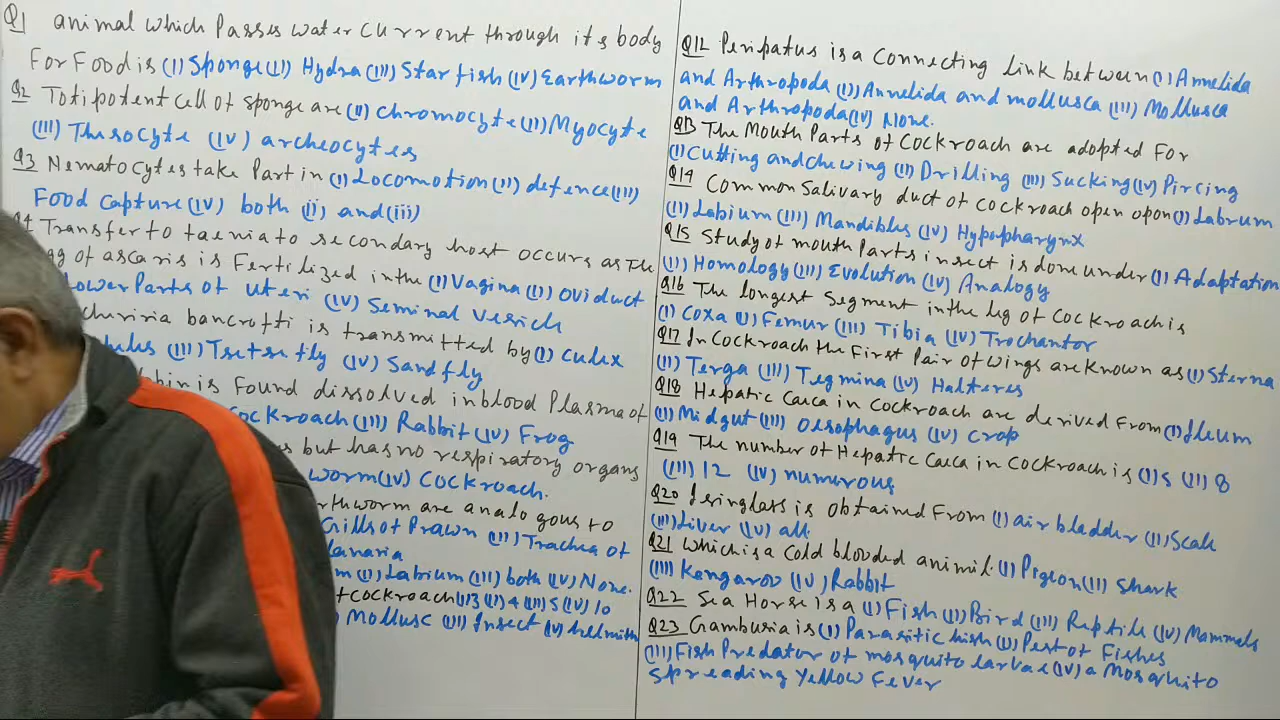 Q1 animal which Passes water current through its body
For Food is (I) Sponge (II) Hydra (III) Star fish (IV) Earthworm
Q2 Totipotent cell of sponge are (II) chromocyte (II) Myocyte
(III) Thesocyte (IV) archeocytes
Q3 Nematocytes take Part in (I) Locomotion (II) defence (III)
Food capture (IV) both (ii) and (iii)
Q4 Transfer to taenia to secondary host occurs as The
of ascaris is Fertilized in the (I) Vagina (I) oviduct
Lower Parts of uteri (IV) Seminal Vesicle
bancrofti is transmitted by (I) culex
(III) Tsetse fly (IV) Sand fly
is found dissolved in blood Plasma of
Cockroach (III) Rabbit (IV) Frog
but has no respiratory organs
worm (IV) Cockroach.
rthworm are analogous to
Gills of Prawn (II) Trachea of
lanaria
m (I) Labium (III) both (IV) None.
cockroach (I) 3 (I) 4 (III) 5 (IV) 10
Mollusc (II) Insect (IV) helminth
Q12 Peripatus is a Connecting Link between (I) Annelida
and Arthropoda (I) Annelida and mollusca (III) Mollusca
and Arthropoda (IV) None.
Q13 The Mouth Parts of Cockroach are adopted For
(I) Cutting and chewing (II) Drilling (III) Sucking (IV) Pircing
Q14 Common Salivary duct of cockroach open upon (I) Labrum
(II) Labium (III) Mandibles (IV) Hypopharynx
Q15 Study of mouth Parts insect is done under (I) Adaptation
(II) Homology (III) Evolution (IV) Analogy
Q16 The longest Segment in the leg of Cockroach is
(I) Coxa (I) Femur (III) Tibia (IV) Trochantor
Q17 In Cockroach the First Pair of wings are Known as (I) Sterna
(II) Terga (III) Tegmina (IV) Halteres
Q18 Hepatic Caeca in Cockroach are derived From (I) Ileum
(I) Midgut (III) Oesophagus (IV) Crop
Q19 The number of Hepatic Caeca in Cockroach is (I) 5 (II) 8
(III) 12 (IV) numurous
Q20 Isinglass is obtained From (I) air bladder (II) Scale
(III) Liver (IV) all
Q21 which is a Cold blooded animil. (I) Pigeon (II) Shark
(III) Kangaroo (IV) Rabbit
Q22 Sea Horse is a (I) Fish (I) Bird (III) Reptile (IV) Mammels
Q23 Gambusia is (I) Parasitic hish (I) Pest of Fishes
(III) Fish Predator of mosquito larvae (IV) a Mosquito
Spreading Yellow Fever